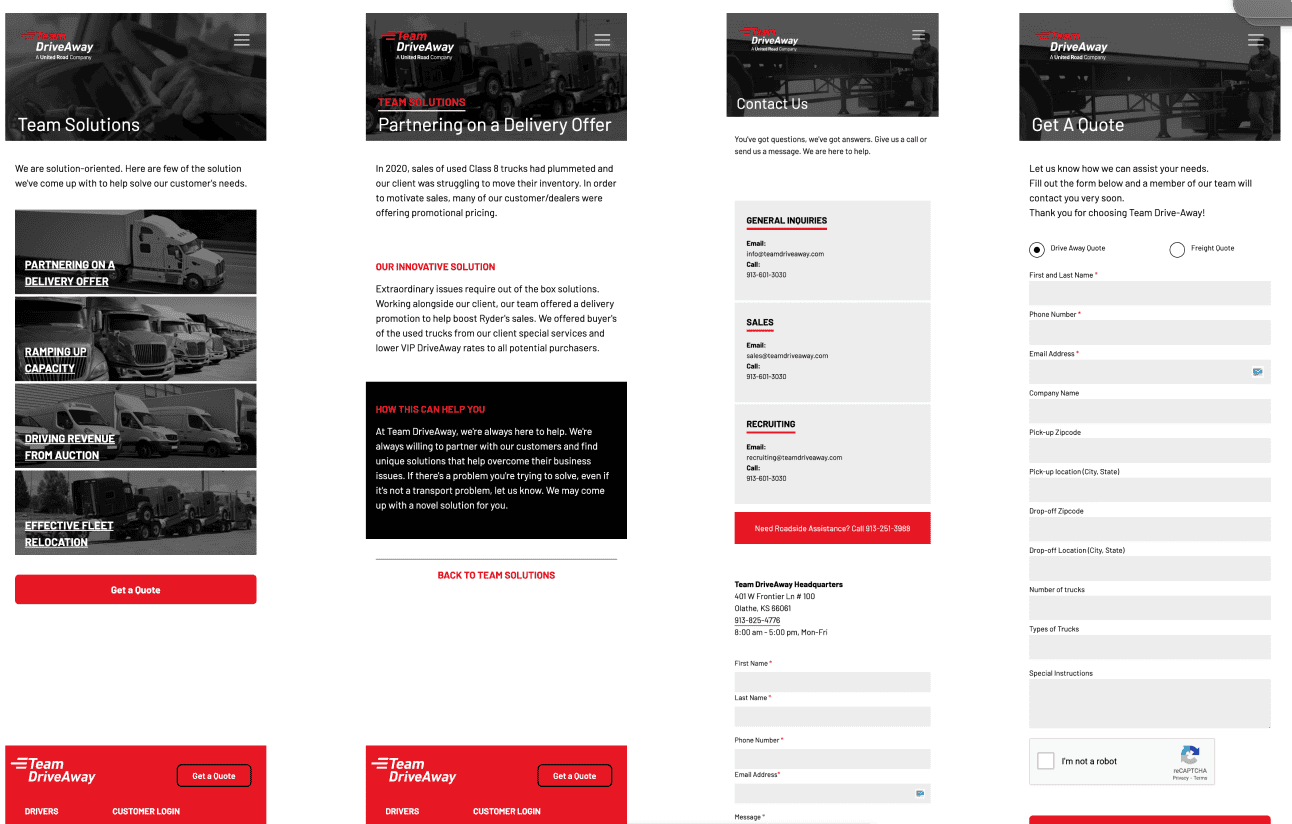 Team
DriveAway
A United Road Company
Team Solutions
We are solution-oriented. Here are few of the solution
we've come up with to help solve our customer's needs.
PARTNERING ON A
DELIVERY OFFER
RAMPING UP
CAPACITY
DRIVING REVENUE
FROM AUCTION
EFFECTIVE FLEET
RELOCATION
Get a Quote
Team
DriveAway
Get a Quote
DRIVERS CUSTOMER LOGIN
Team
DriveAway
A United Road Company
TEAM SOLUTIONS
Partnering on a Delivery Offer
In 2020, sales of used Class 8 trucks had plummeted and
our client was struggling to move their inventory. In order
to motivate sales, many of our customer/dealers were
offering promotional pricing.
OUR INNOVATIVE SOLUTION
Extraordinary issues require out of the box solutions.
Working alongside our client, our team offered a delivery
promotion to help boost Ryder's sales. We offered buyer's
of the used trucks from our client special services and
lower VIP DriveAway rates to all potential purchasers.
HOW THIS CAN HELP YOU
At Team DriveAway, we're always here to help. We're
always willing to partner with our customers and find
unique solutions that help overcome their business
issues. If there's a problem you're trying to solve, even if
it's not a transport problem, let us know. We may come
up with a novel solution for you.
BACK TO TEAM SOLUTIONS
Team
DriveAway
Get a Quote
DRIVERS CUSTOMER LOGIN
Team
DriveAway
A United Road Company
Contact Us
You've got questions, we've got answers. Give us a call or
send us a message. We are here to help.
GENERAL INQUIRIES
Email:
info@teamdriveaway.com
Call:
913-601-3030
SALES
Email:
sales@teamdriveaway.com
Call:
913-601-3030
RECRUITING
Email:
recruiting@teamdriveaway.com
Call:
913-601-3030
Need Roadside Assistance? Call 913-251-3988
Team DriveAway Headquarters
401 W Frontier Ln # 100
Olathe, KS 66061
913-825-4776
8:00 am - 5:00 pm, Mon-Fri
First Name *
Last Name *
Phone Number *
Email Address*
Message *
Team
DriveAway
A United Road Company
Get A Quote
Let us know how we can assist your needs.
Fill out the form below and a member of our team will
contact you very soon.
Thank you for choosing Team Drive-Away!
Drive Away Quote Freight Quote
First and Last Name *
Phone Number *
Email Address *
Company Name
Pick-up Zipcode
Pick-up location (City, State)
Drop-off Zipcode
Drop-off Location (City, State)
Number of trucks
Types of Trucks
Special Instructions
I'm not a robot
reCAPTCHA
Privacy - Terms